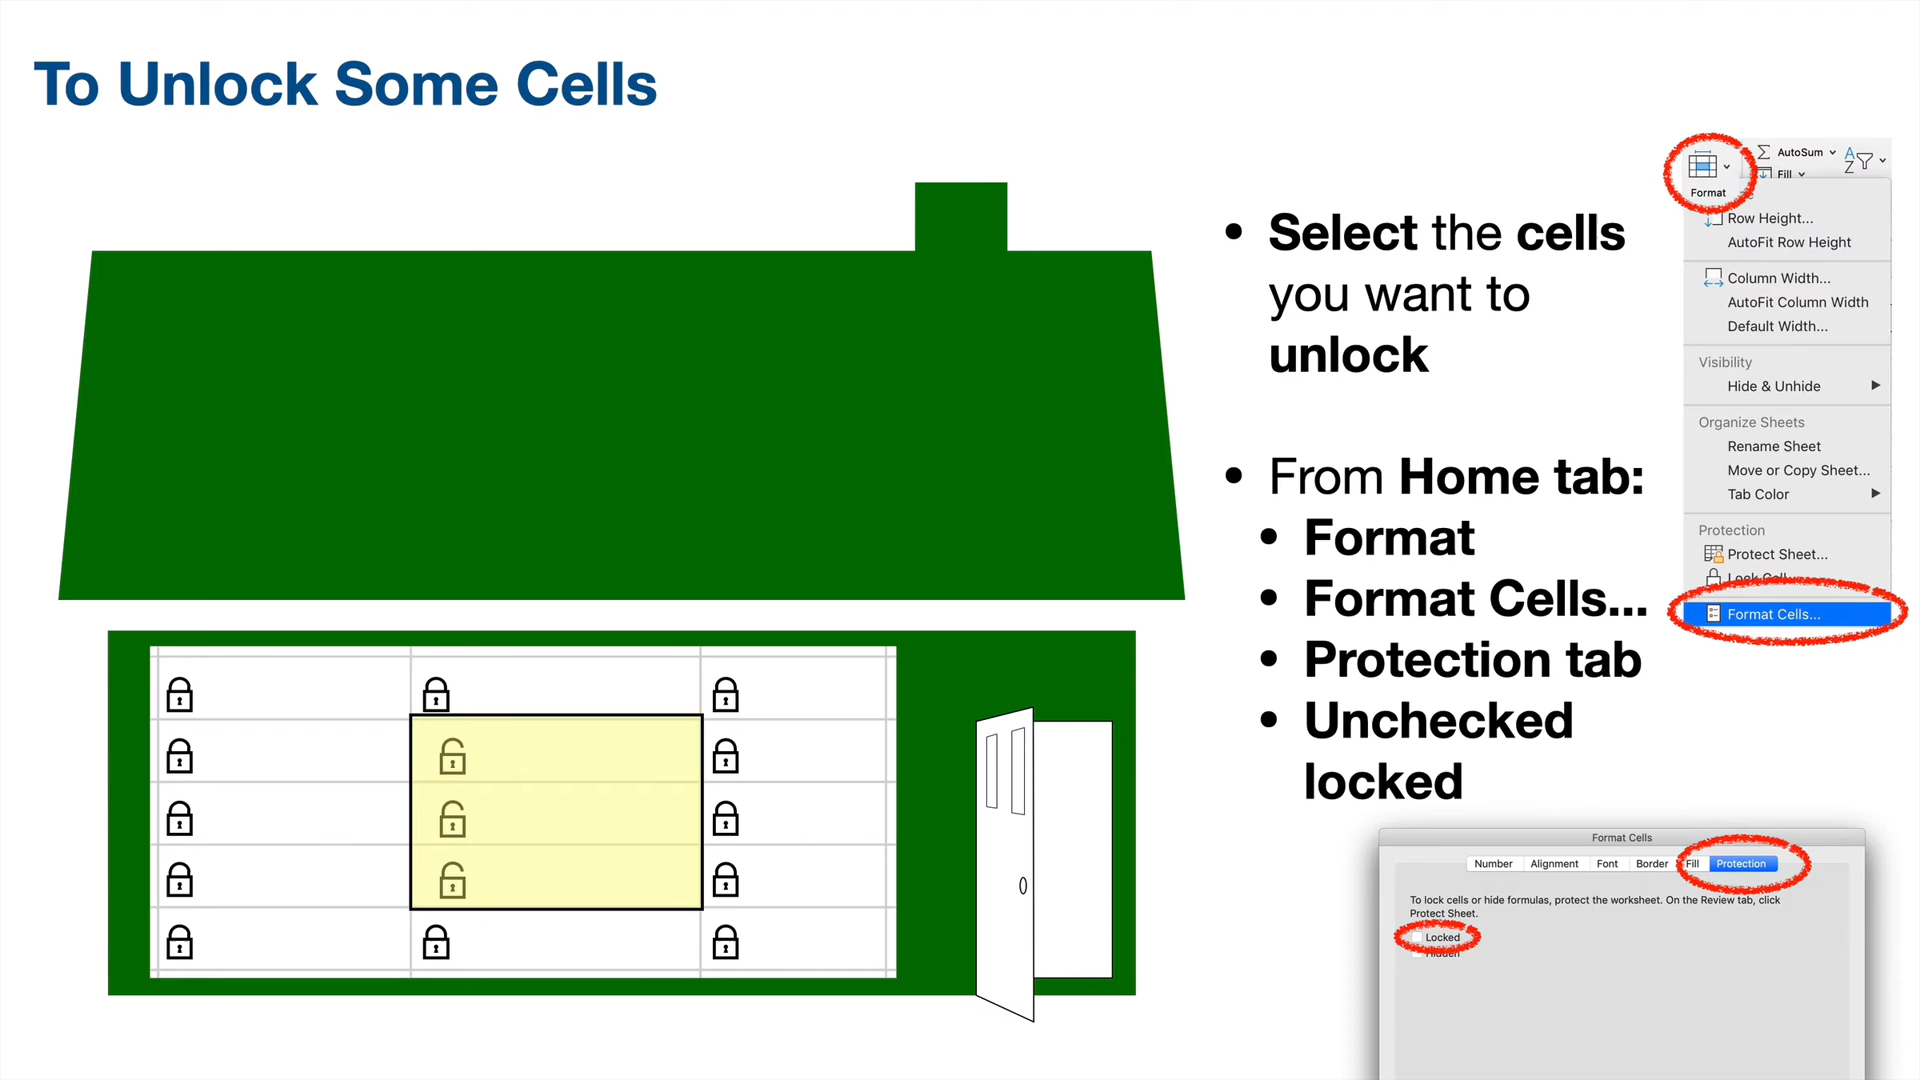 To Unlock Some Cells
• Select the cells
you want to
unlock
• From Home tab:
• Format
• Format Cells...
• Protection tab
• Unchecked
locked
AutoSum
Fill
Format
Row Height...
AutoFit Row Height
Column Width...
AutoFit Column Width
Default Width...
Visibility
Hide & Unhide
Organize Sheets
Rename Sheet
Move or Copy Sheet...
Tab Color
Protection
Protect Sheet...
Lock Cell
Format Cells...
Format Cells
Number Alignment Font Border Fill Protection
To lock cells or hide formulas, protect the worksheet. On the Review tab, click
Protect Sheet.
Locked
Hidden